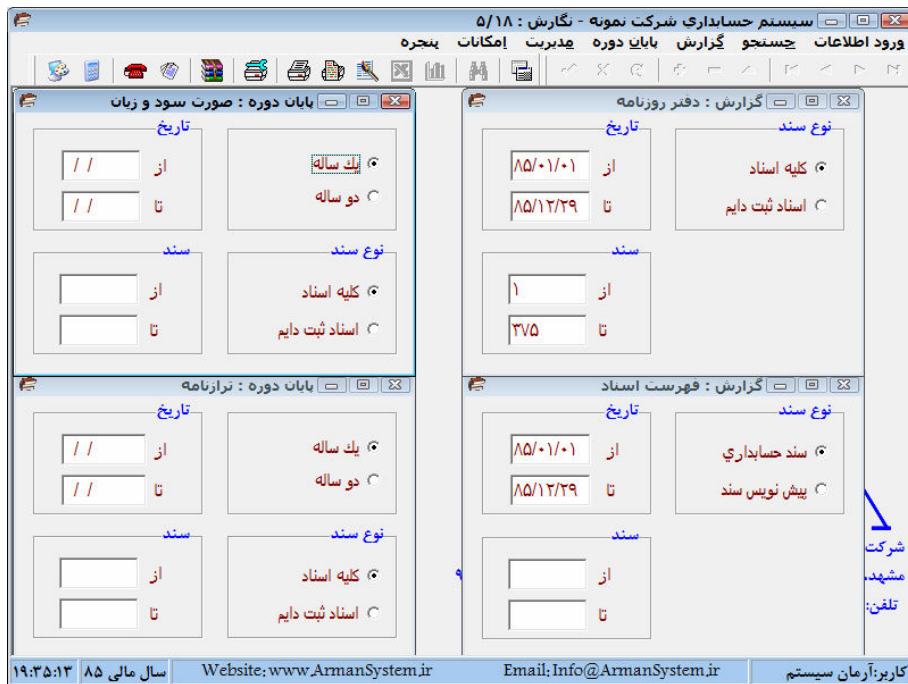 سیستم حسابداری شرکت نمونه - نگارش : ۵/۱۸
ورود اطلاعات جستجو گزارش پایان دوره مدیریت امکانات پنجره
گزارش : دفتر روزنامه
نوع سند
کلیه اسناد
اسناد ثبت دایم
تاریخ
از ۸۵/۰۱/۰۱
تا ۸۵/۱۲/۲۹
سند
از ۱
تا ۳۷۵
پایان دوره : صورت سود و زیان
یك ساله
دو ساله
تاریخ
از / /
تا / /
نوع سند
کلیه اسناد
اسناد ثبت دایم
سند
از
تا
گزارش : فهرست اسناد
نوع سند
سند حسابداري
پیش نویس سند
تاریخ
از ۸۵/۰۱/۰۱
تا ۸۵/۱۲/۲۹
سند
از
تا
پایان دوره : ترازنامه
یك ساله
دو ساله
تاریخ
از / /
تا / /
نوع سند
کلیه اسناد
اسناد ثبت دایم
سند
از
تا
شرکت
مشهد،
تلفن:
۹
کاربر:آرمان سیستم Email:Info@ArmanSystem.ir Website:www.ArmanSystem.ir سال مالی ۸۵ ۱۹:۳۵:۱۳